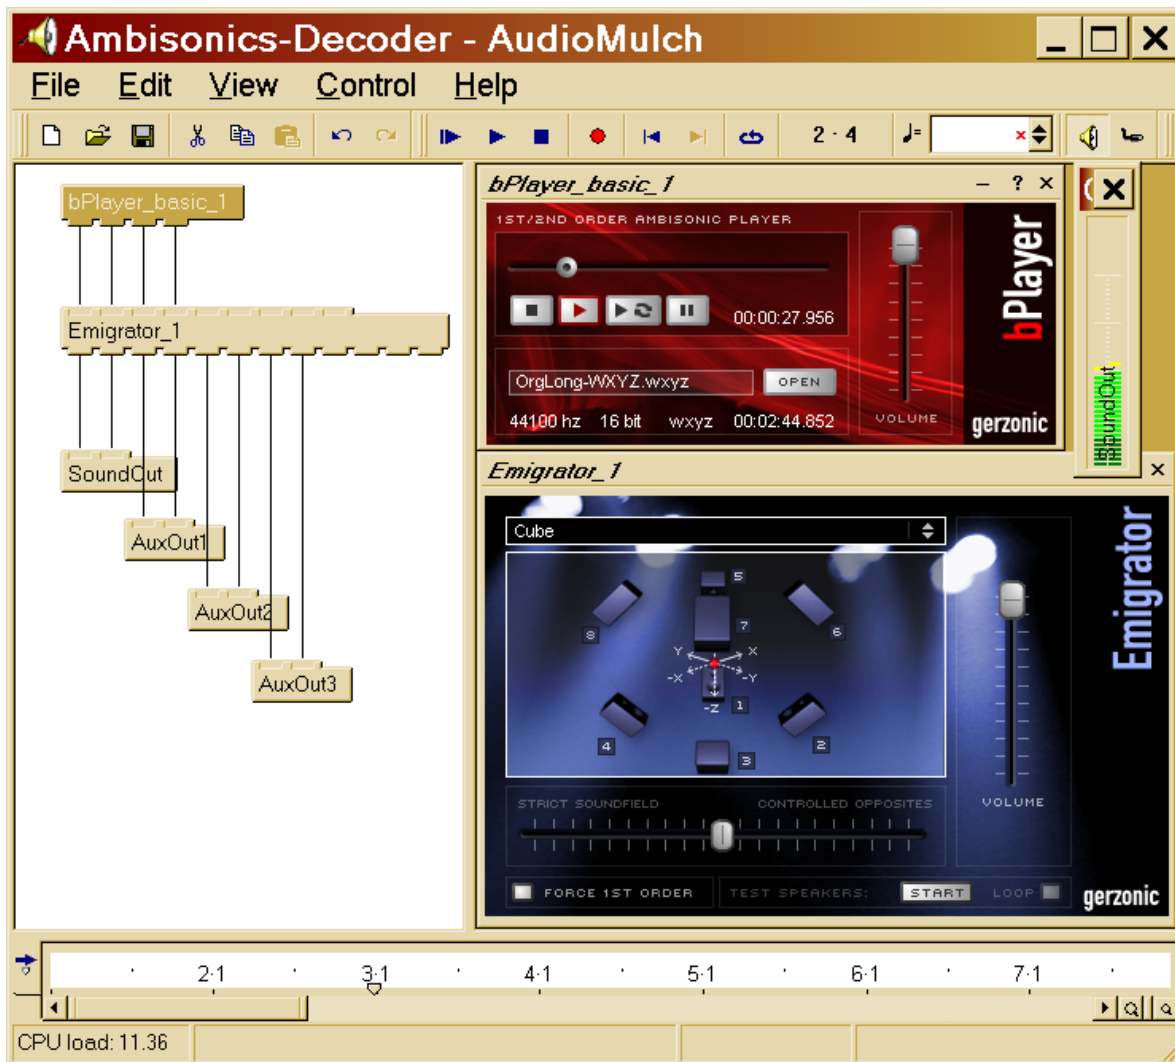 Ambisonics-Decoder - AudioMulch
File Edit View Control Help
2 · 4
bPlayer_basic_1
Emigrator_1
SoundOut
AuxOut1
AuxOut2
AuxOut3
bPlayer_basic_1
1ST/2ND ORDER AMBISONIC PLAYER
00:00:27.956
OrgLong-WXYZ.wxyz OPEN
44100 hz 16 bit wxyz 00:02:44.852
VOLUME
bPlayer
gerzonic
SoundOut
Emigrator_1
Cube
5
8 7 6
Y X
-X -Y
-Z 1
4 2
3
STRICT SOUNDFIELD CONTROLLED OPPOSITES
FORCE 1ST ORDER TEST SPEAKERS: START LOOP
VOLUME
Emigrator
gerzonic
2·1 3·1 4·1 5·1 6·1 7·1
CPU load: 11.36